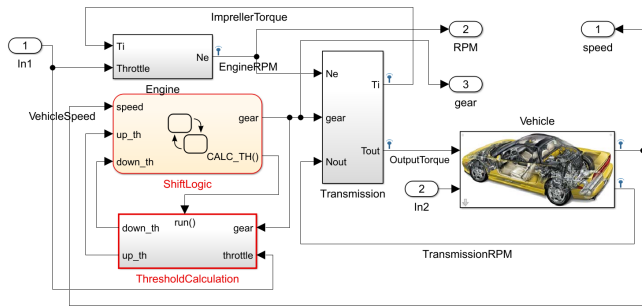 ImprellerTorque
1
In1
Ti
Throttle
Ne
Engine
EngineRPM
2
RPM
1
speed
3
gear
VehicleSpeed
speed
up_th
down_th
gear
CALC_TH()
ShiftLogic
Ne
gear
Nout
Ti
Tout
Transmission
OutputTorque
2
In2
Vehicle
TransmissionRPM
run()
down_th
up_th
gear
throttle
ThresholdCalculation